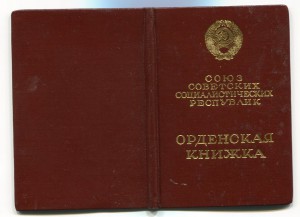 СОЮЗ
СОВЕТСКИХ
СОЦИАЛИСТИЧЕСКИХ
РЕСПУБЛИК
ОРДЕНСКАЯ
КНИЖКА